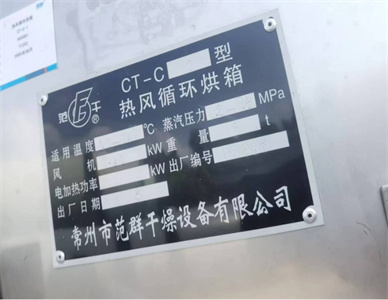 范 干 ®
CT-C 型
热风循环烘箱
适用温度 ℃ 蒸汽压力 MPa
风 机 kW 重 量 t
电加热功率 kW 出厂编号
出厂日期
常州市范群干燥设备有限公司